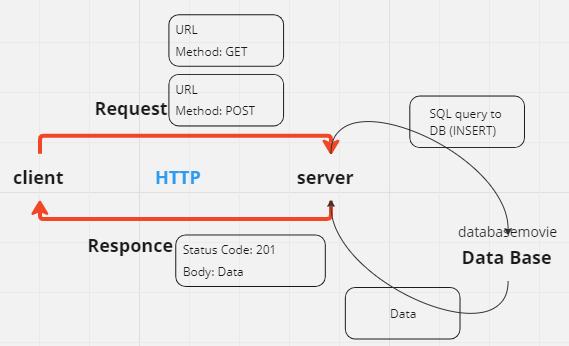 URL
Method: GET
URL
Method: POST
Request
SQL query to
DB (INSERT)
client
HTTP
server
databasemovie
Data Base
Responce
Status Code: 201
Body: Data
Data